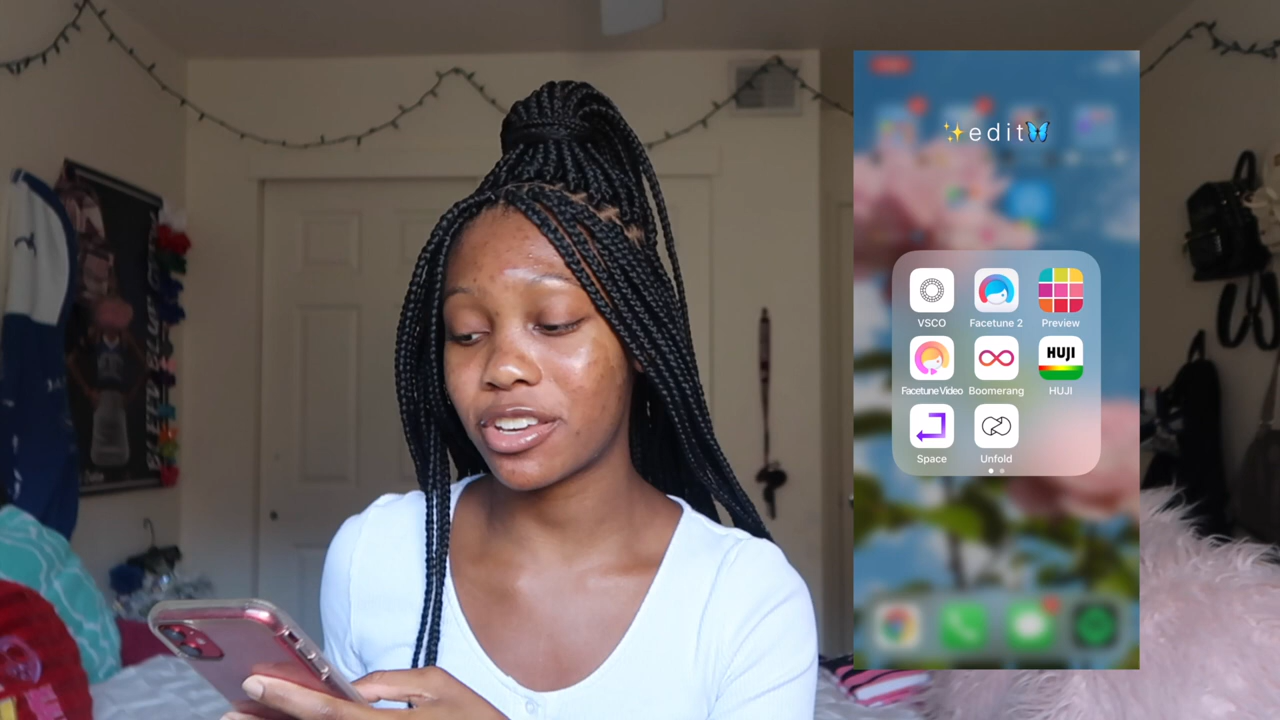 ✨edit🦋
HUJI
VSCO
Facetune 2
Preview
Facetune Video
Boomerang
HUJI
Space
Unfold